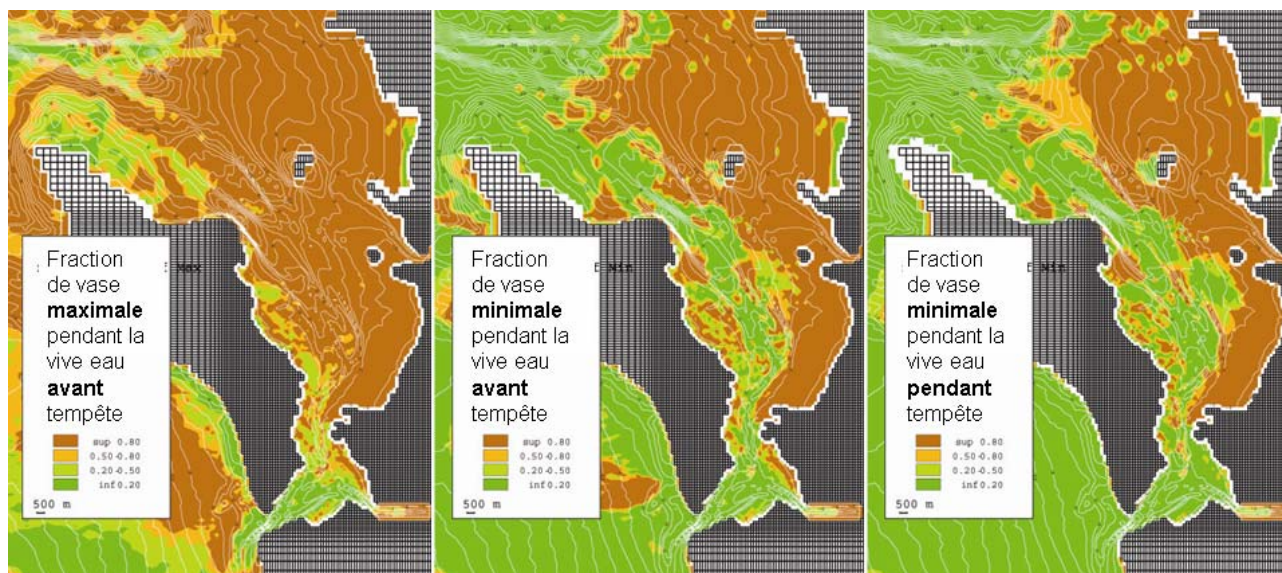 Fraction
de vase
maximale
pendant la
vive eau
avant
tempête
sup 0.80
0.50-0.80
0.20-0.50
inf 0.20
500 m
Max
Fraction
de vase
minimale
pendant la
vive eau
avant
tempête
sup 0.80
0.50-0.80
0.20-0.50
inf 0.20
500 m
E Min
Fraction
de vase
minimale
pendant la
vive eau
pendant
tempête
sup 0.80
0.50-0.80
0.20-0.50
inf 0.20
500 m
E Min